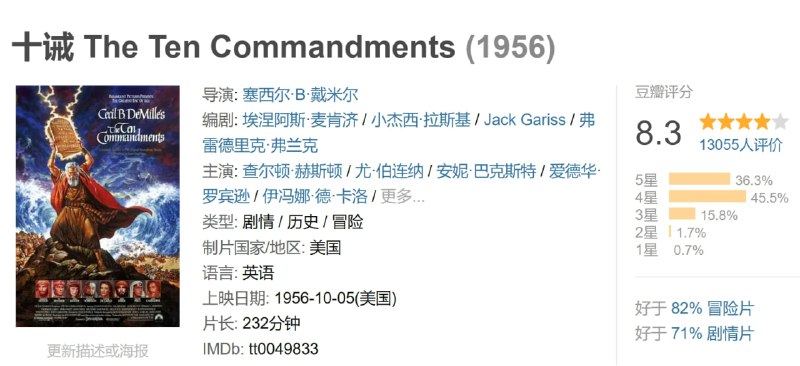 十诫 The Ten Commandments (1956)
PARAMOUNT PICTURES PRESENTS
Cecil B. DeMille's
The Ten
Commandments
更新描述或海报
导演: 塞西尔·B·戴米尔
编剧: 埃涅阿斯·麦肯济 / 小杰西·拉斯基 / Jack Gariss / 弗
雷德里克·弗兰克
主演: 查尔顿·赫斯顿 / 尤·伯连纳 / 安妮·巴克斯特 / 爱德华·
罗宾逊 / 伊冯娜·德·卡洛 / 更多...
类型: 剧情 / 历史 / 冒险
制片国家/地区: 美国
语言: 英语
上映日期: 1956-10-05(美国)
片长: 232分钟
IMDb: tt0049833
豆瓣评分
8.3
13055人评价
5星 36.3%
4星 45.5%
3星 15.8%
2星 1.7%
1星 0.7%
好于 82% 冒险片
好于 71% 剧情片